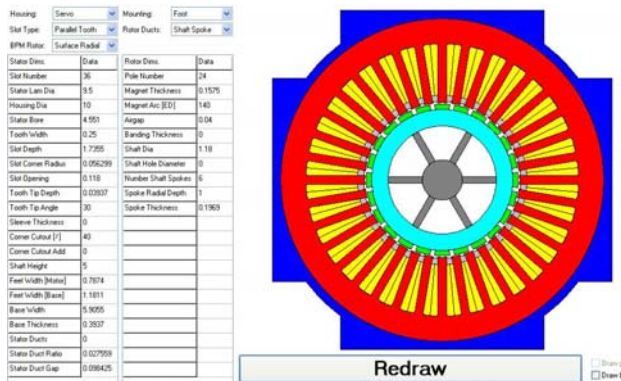 Housing: Servo Mounting: Foot
Slot Type: Parallel Tooth Rotor Ducts: Shaft Spoke
BPM Rotor: Surface Radial
Stator Dims. Data Rotor Dims. Data
Slot Number 36 Pole Number 24
Stator Lam Dia 9.5 Magnet Thickness 0.1575
Housing Dia 10 Magnet Arc [ED] 140
Stator Bore 4.551 Airgap 0.04
Tooth Width 0.25 Banding Thickness 0
Slot Depth 1.7355 Shaft Dia 1.18
Slot Corner Radius 0.056299 Shaft Hole Diameter 0
Slot Opening 0.118 Number Shaft Spokes 6
Tooth Tip Depth 0.03937 Spoke Radial Depth 1
Tooth Tip Angle 30 Spoke Thickness 0.1969
Sleeve Thickness 0
Corner Cutout [/] 40
Corner Cutout Add 0
Shaft Height 5
Feet Width [Motor] 0.7874
Feet Width [Base] 1.1811
Base Width 5.9055
Base Thickness 0.3937
Stator Ducts 0
Stator Duct Ratio 0.027559
Stator Duct Gap 0.098425
Redraw
Draw
Draw